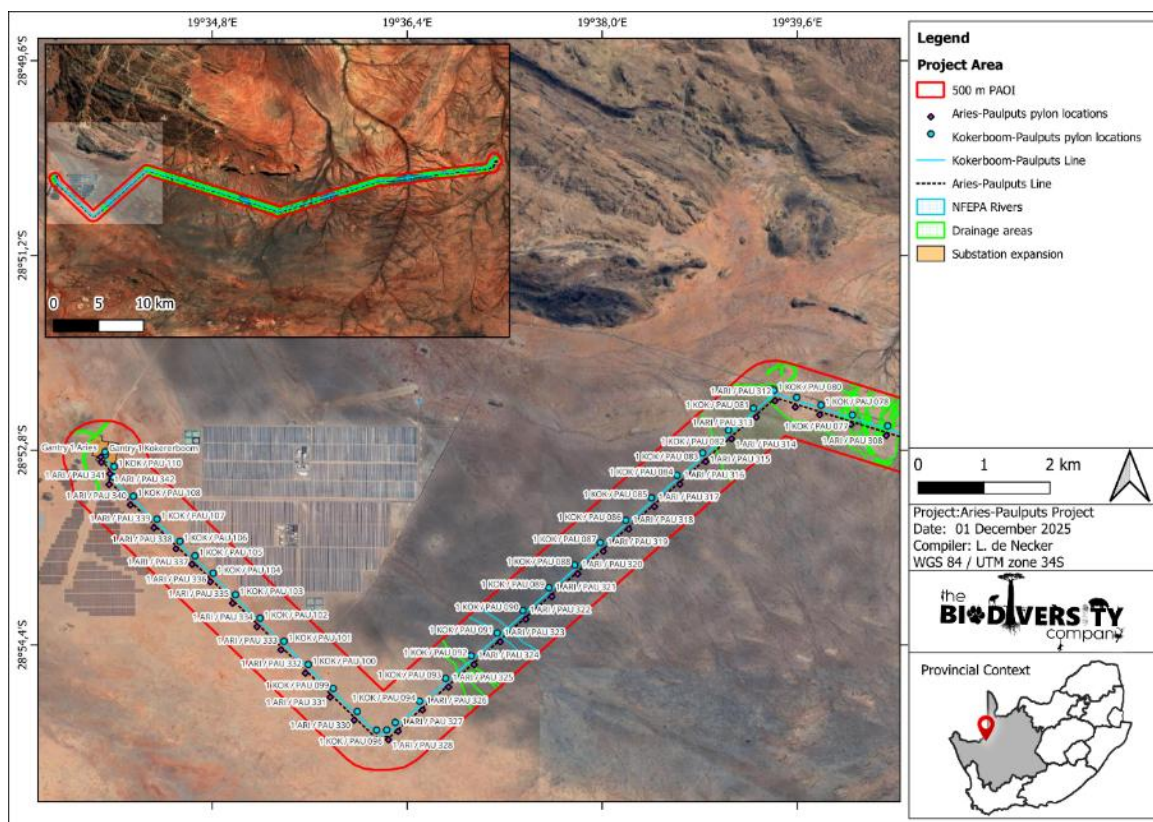 19°34,8'E
19°36,4'E
19°38,0'E
19°39,6'E
28°49,6'S
28°51,2'S
28°52,8'S
28°54,4'S
0 5 10 km
1 ARI / PAU 312
1 KOK / PAU 080
1 KOK / PAU 081
1 KOK / PAU 078
1 ARI / PAU 313
1 KOK / PAU 077
1 KOK / PAU 082
1 ARI / PAU 314
1 ARI / PAU 308
1 KOK / PAU 083
1 ARI / PAU 315
1 KOK / PAU 084
1 ARI / PAU 316
1 KOK / PAU 085
1 ARI / PAU 317
1 KOK / PAU 086
1 ARI / PAU 318
1 KOK / PAU 087
1 ARI / PAU 319
1 KOK / PAU 088
1 ARI / PAU 320
1 KOK / PAU 089
1 ARI / PAU 321
1 KOK / PAU 090
1 ARI / PAU 322
1 KOK / PAU 091
1 ARI / PAU 323
1 KOK / PAU 092
1 ARI / PAU 324
1 KOK / PAU 093
1 ARI / PAU 325
1 KOK / PAU 094
1 ARI / PAU 326
1 ARI / PAU 327
1 KOK / PAU 096
1 ARI / PAU 328
Gantry 1 Aries
1 KOK / PAU 110
1 ARI / PAU 341
1 ARI / PAU 342
1 ARI / PAU 340
1 KOK / PAU 108
1 ARI / PAU 339
1 KOK / PAU 107
1 ARI / PAU 338
1 KOK / PAU 106
1 ARI / PAU 337
1 KOK / PAU 105
1 ARI / PAU 336
1 KOK / PAU 104
1 ARI / PAU 335
1 KOK / PAU 103
1 ARI / PAU 334
1 KOK / PAU 102
1 ARI / PAU 333
1 KOK / PAU 101
1 ARI / PAU 332
1 KOK / PAU 100
1 KOK / PAU 099
1 ARI / PAU 331
1 ARI / PAU 330
Legend
Project Area
500 m PAOI
Aries-Paulputs pylon locations
Kokerboom-Paulputs pylon locations
Kokerboom-Paulputs Line
Aries-Paulputs Line
NFEPA Rivers
Drainage areas
Substation expansion
0 1 2 km
Project:Aries-Paulputs Project
Date: 01 December 2025
Compiler: L. de Necker
WGS 84 / UTM zone 34S
the
BIODIVERSITY
company
Provincial Context